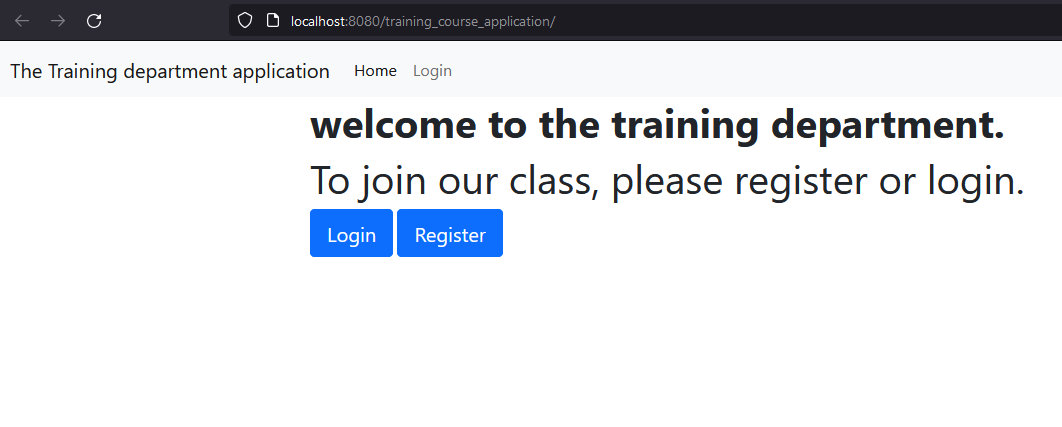 localhost:8080/training_course_application/
The Training department application Home Login
welcome to the training department.
To join our class, please register or login.
Login Register